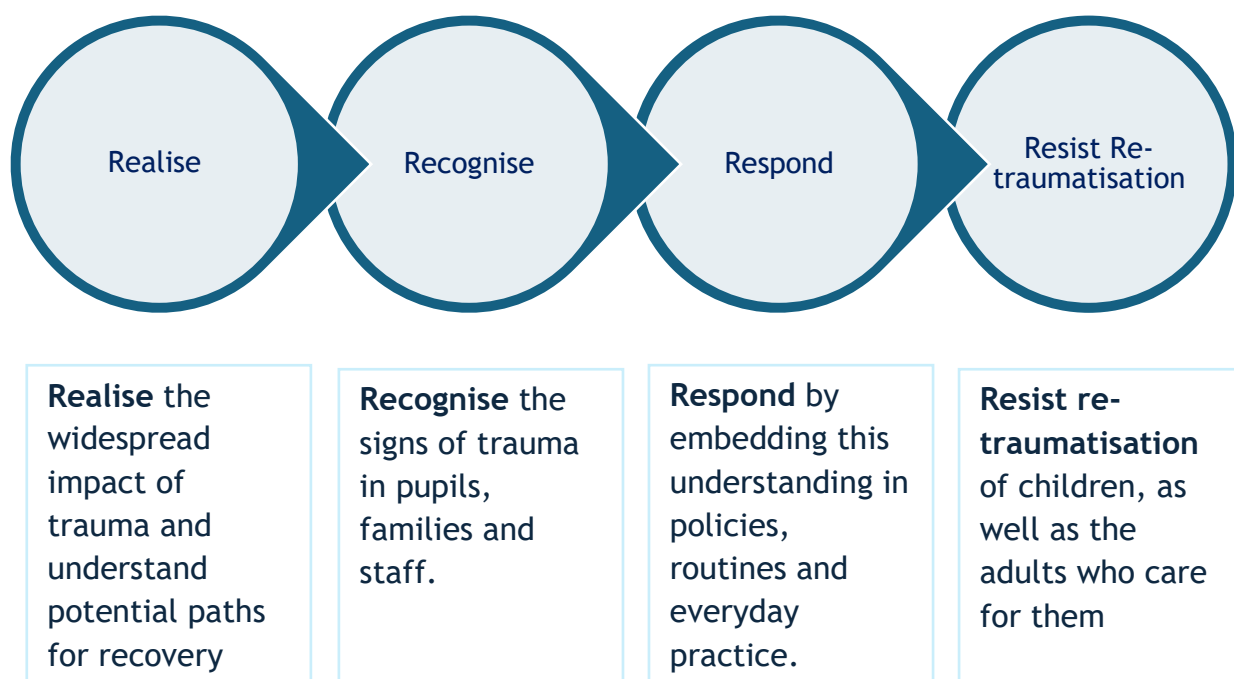 Realise
Recognise
Respond
Resist Re-
traumatisation
Realise the
widespread
impact of
trauma and
understand
potential paths
for recovery
Recognise the
signs of trauma
in pupils,
families and
staff.
Respond by
embedding this
understanding in
policies,
routines and
everyday
practice.
Resist re-
traumatisation
of children, as
well as the
adults who care
for them